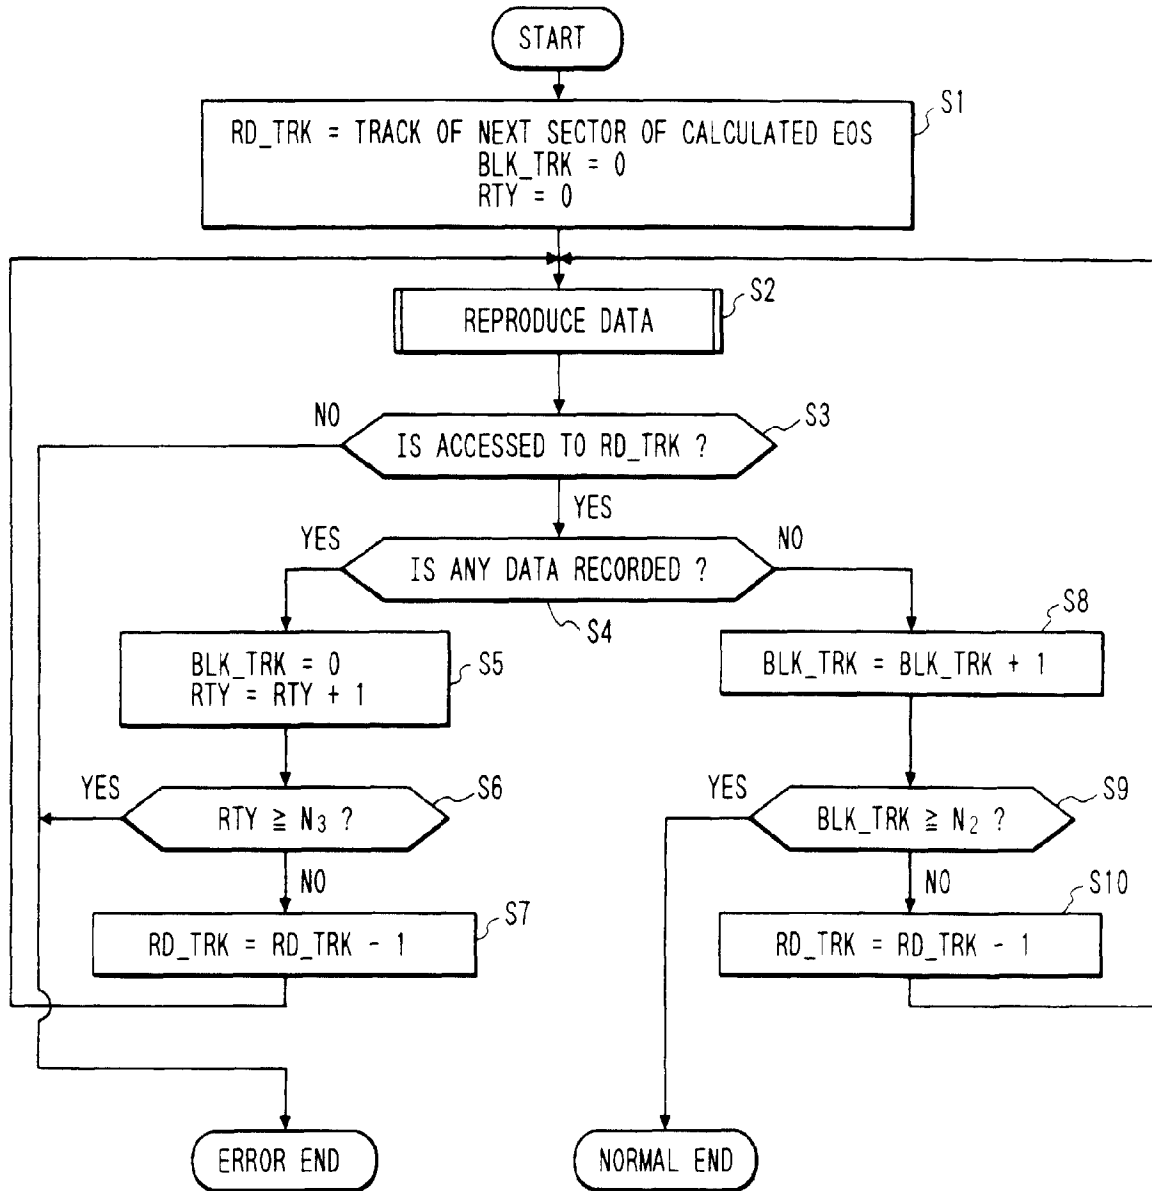 START
S1
RD_TRK = TRACK OF NEXT SECTOR OF CALCULATED EOS
BLK_TRK = 0
RTY = 0
S2
REPRODUCE DATA
NO
S3
IS ACCESSED TO RD_TRK ?
YES
YES
NO
IS ANY DATA RECORDED ?
S4
S5
BLK_TRK = 0
RTY = RTY + 1
S8
BLK_TRK = BLK_TRK + 1
YES
S6
RTY ≧ N3 ?
NO
YES
S9
BLK_TRK ≧ N2 ?
NO
S7
RD_TRK = RD_TRK - 1
S10
RD_TRK = RD_TRK - 1
ERROR END
NORMAL END